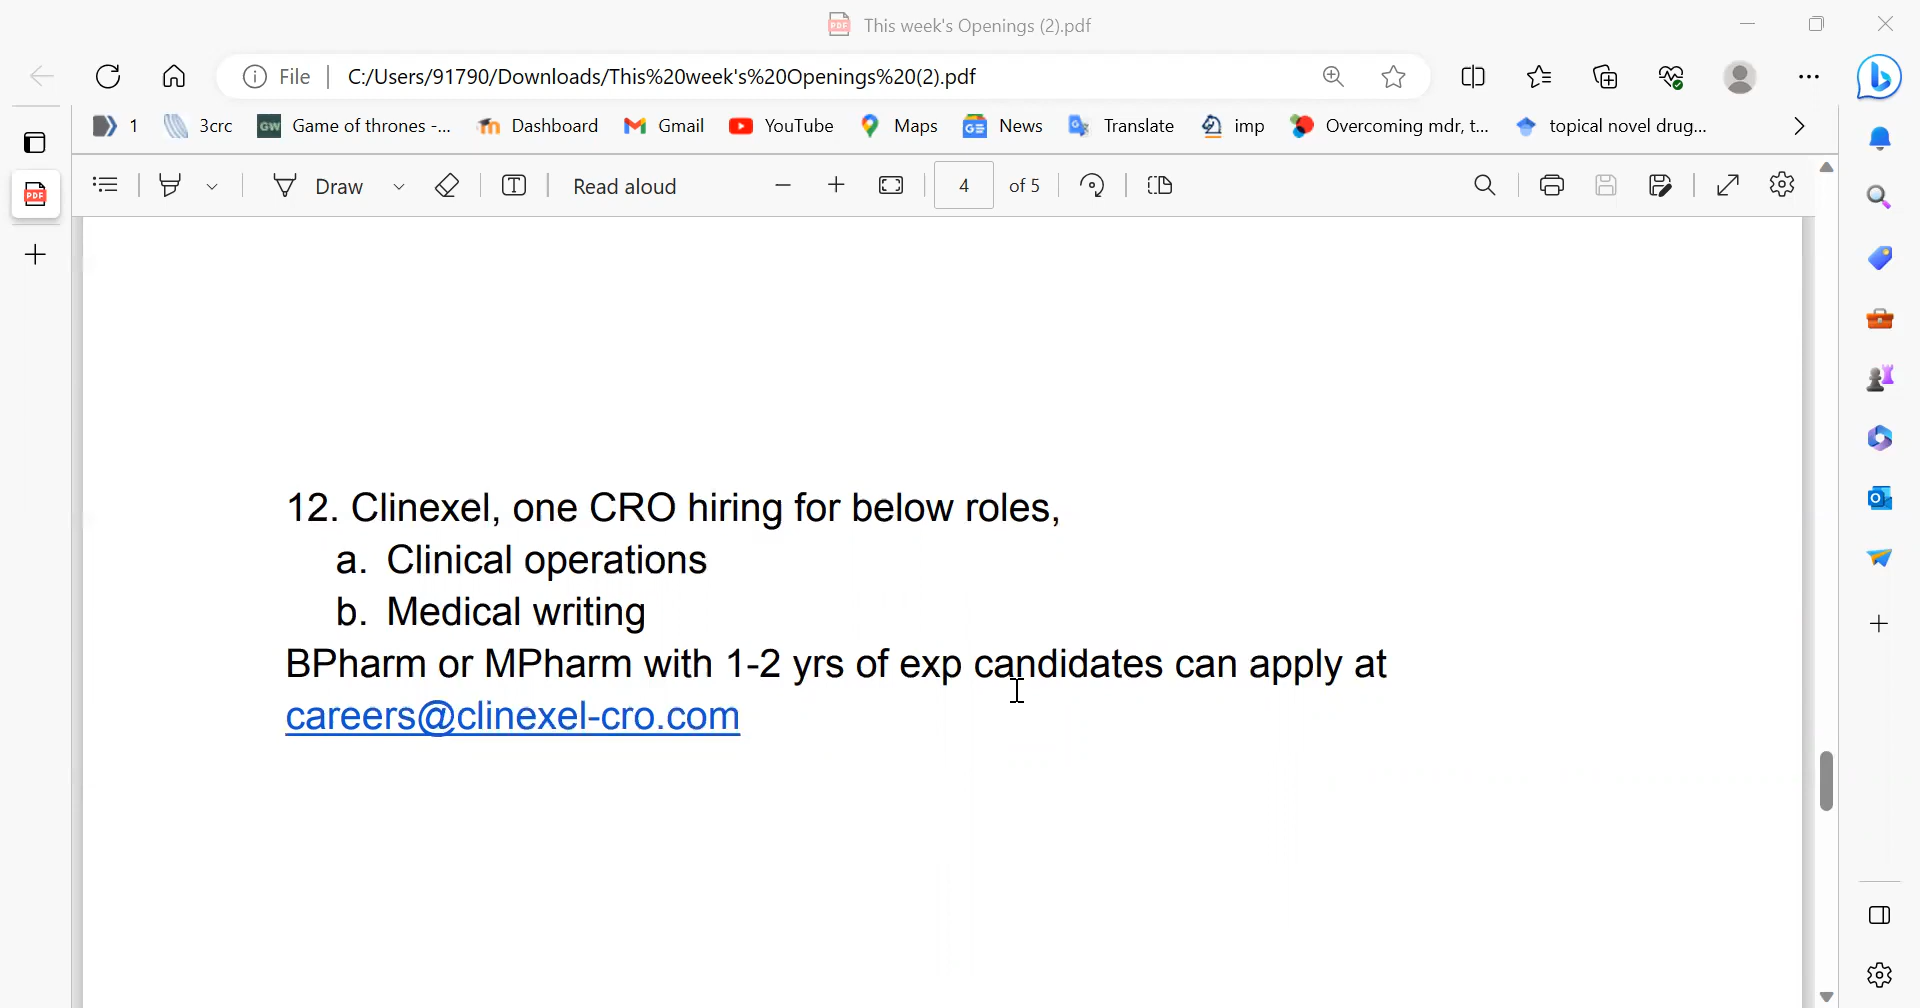 This week's Openings (2).pdf
File | C:/Users/91790/Downloads/This%20week's%20Openings%20(2).pdf
1 3crc Game of thrones -... Dashboard Gmail YouTube Maps News Translate imp Overcoming mdr, t... topical novel drug...
Draw Read aloud 4 of 5
12. Clinexel, one CRO hiring for below roles,
a. Clinical operations
b. Medical writing
BPharm or MPharm with 1-2 yrs of exp candidates can apply at
careers@clinexel-cro.com